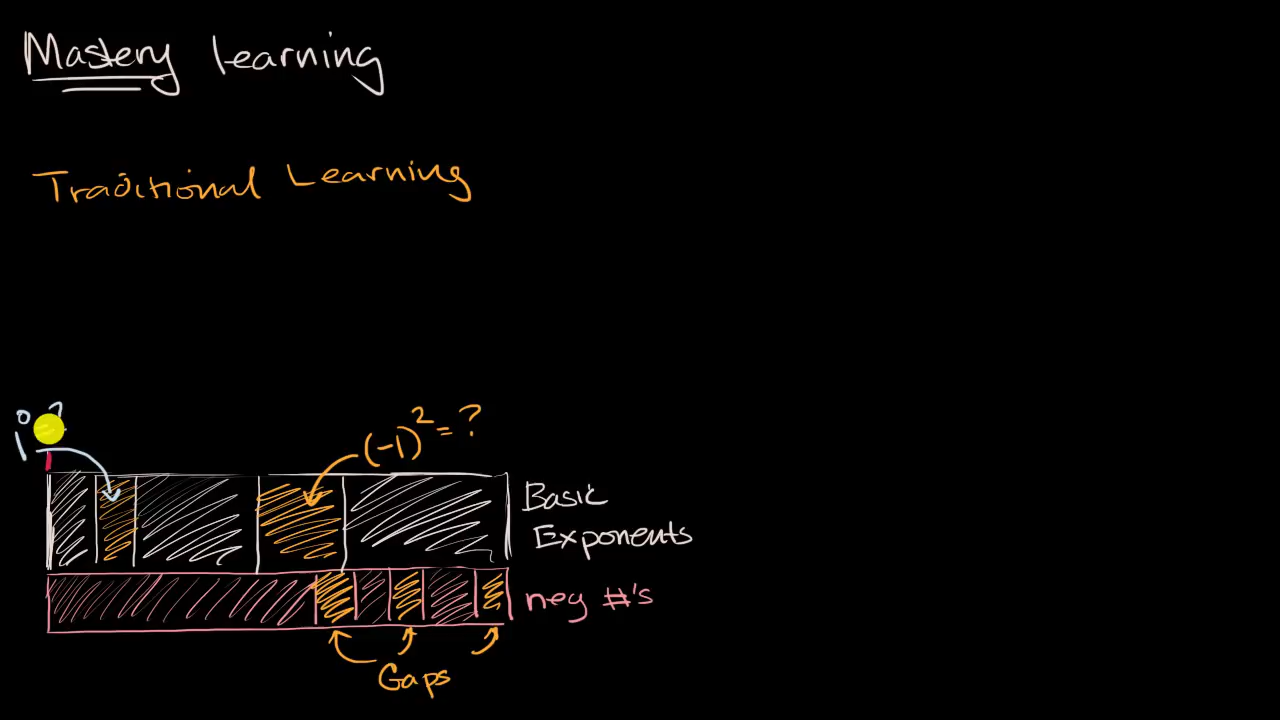 Mastery learning
Traditional Learning
(-1)² = ?
Basic
Exponents
neg #'s
Gaps